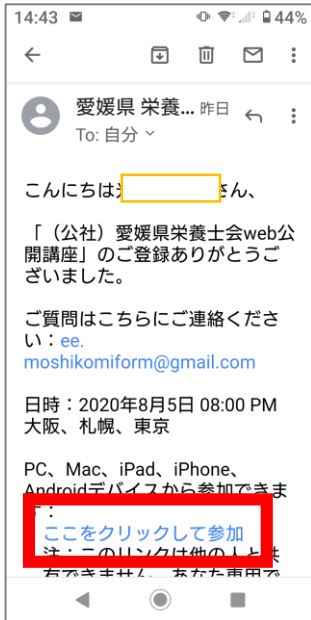 14:43 44%
愛媛県 栄養... 昨日
To: 自分
こんにちは さん、
「（公社）愛媛県栄養士会web公
開講座」のご登録ありがとうご
ざいました。
ご質問はこちらにご連絡くださ
い：ee.
moshikomiform@gmail.com
日時：2020年8月5日 08:00 PM
大阪、札幌、東京
PC、Mac、iPad、iPhone、
Androidデバイスから参加できま
す：
ここをクリックして参加
注：このリンクは他の人と共
有できません。あなた専用で